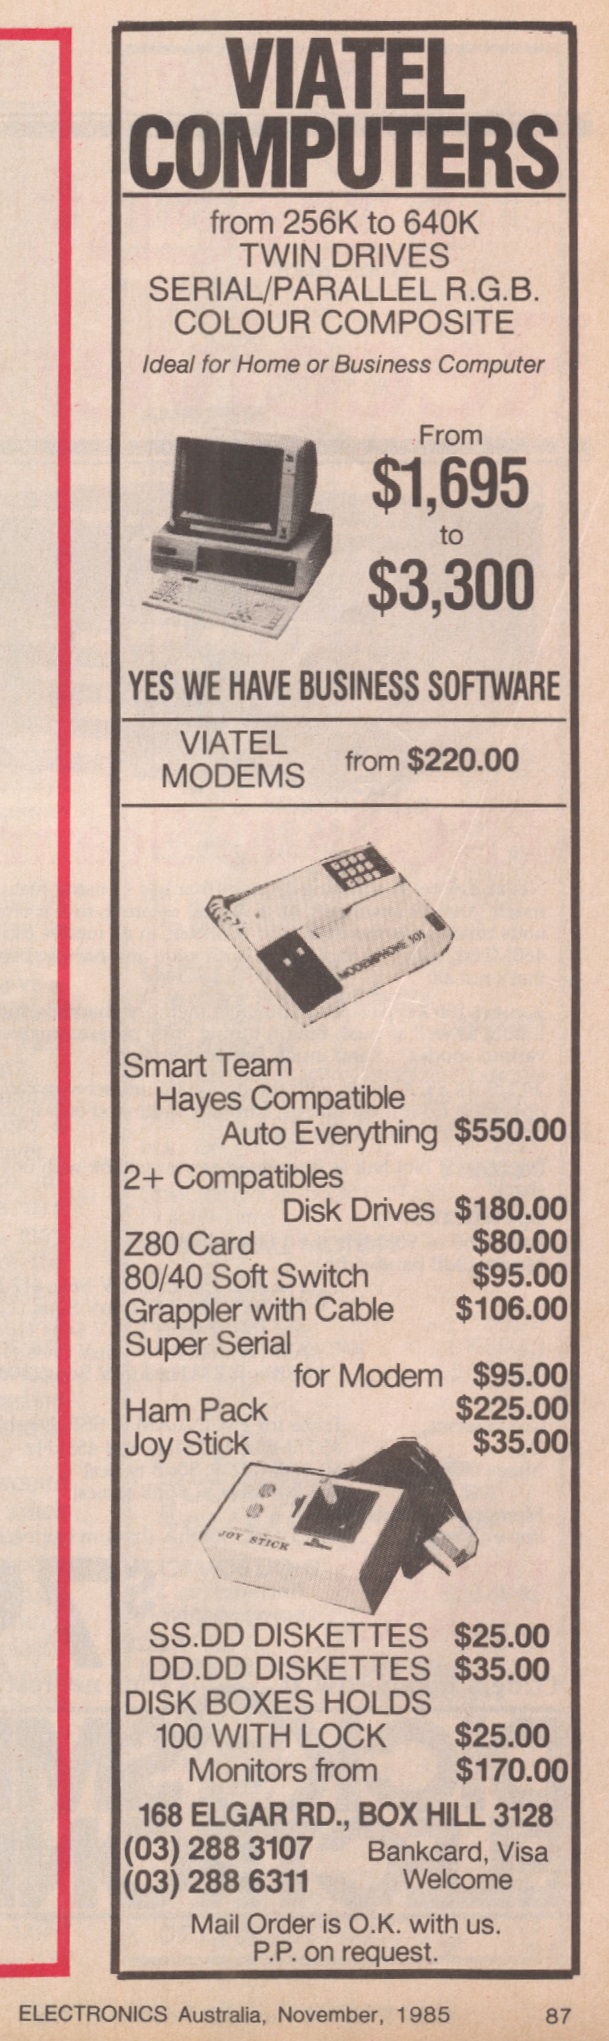 VIATEL
COMPUTERS
from 256K to 640K
TWIN DRIVES
SERIAL/PARALLEL R.G.B.
COLOUR COMPOSITE
Ideal for Home or Business Computer
From
$1,695
to
$3,300
YES WE HAVE BUSINESS SOFTWARE
VIATEL
MODEMS from $220.00
MODEMPHONE 505
Smart Team
Hayes Compatible
Auto Everything $550.00
2+ Compatibles
Disk Drives $180.00
Z80 Card $80.00
80/40 Soft Switch $95.00
Grappler with Cable $106.00
Super Serial
for Modem $95.00
Ham Pack $225.00
Joy Stick $35.00
JOY STICK
SS.DD DISKETTES $25.00
DD.DD DISKETTES $35.00
DISK BOXES HOLDS
100 WITH LOCK $25.00
Monitors from $170.00
168 ELGAR RD., BOX HILL 3128
(03) 288 3107 Bankcard, Visa
(03) 288 6311 Welcome
Mail Order is O.K. with us.
P.P. on request.
ELECTRONICS Australia, November, 1985 87